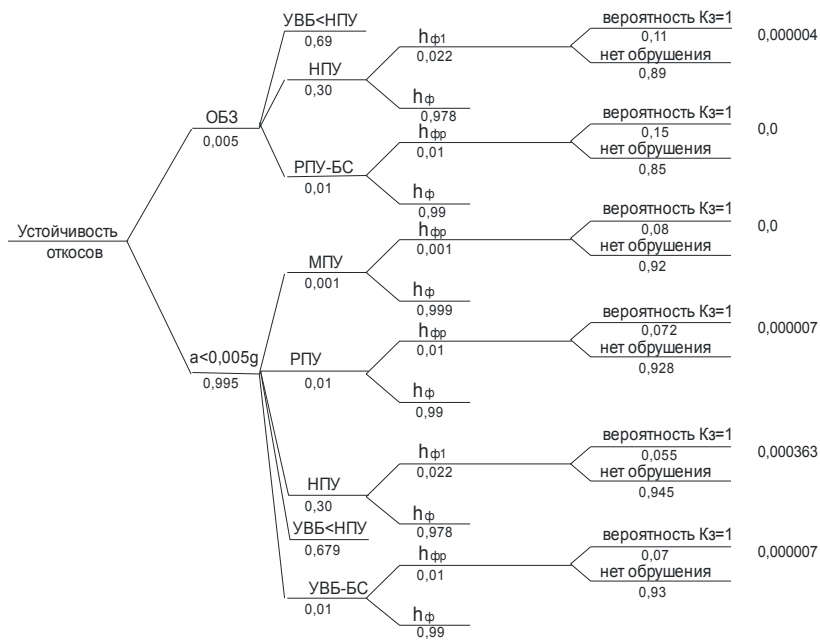 УВБ<НПУ
0,69
hф1
0,022
вероятность Кз=1
0,11
0,000004
нет обрушения
0,89
НПУ
0,30
hф
0,978
ОБЗ
0,005
hфр
0,01
вероятность Кз=1
0,15
0,0
нет обрушения
0,85
РПУ-БС
0,01
hф
0,99
Устойчивость
откосов
МПУ
0,001
hфр
0,001
вероятность Кз=1
0,08
0,0
нет обрушения
0,92
hф
0,999
a<0,005g
0,995
РПУ
0,01
hфр
0,01
вероятность Кз=1
0,072
0,000007
нет обрушения
0,928
hф
0,99
НПУ
0,30
hф1
0,022
вероятность Кз=1
0,055
0,000363
нет обрушения
0,945
hф
0,978
УВБ<НПУ
0,679
УВБ-БС
0,01
hфр
0,01
вероятность Кз=1
0,07
0,000007
нет обрушения
0,93
hф
0,99